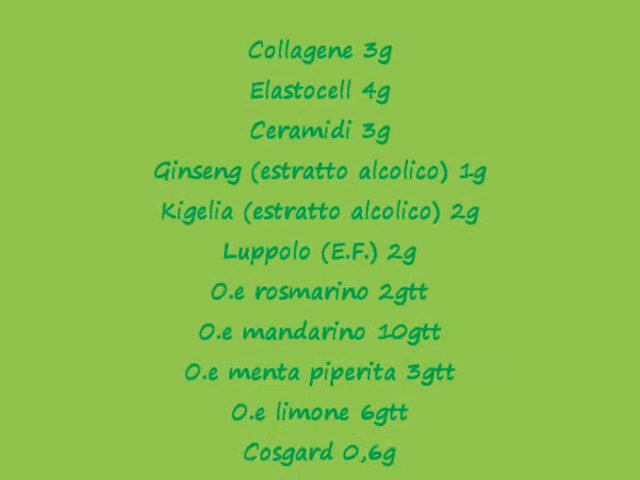 Collagene 3g
Elastocell 4g
Ceramidi 3g
Ginseng (estratto alcolico) 1g
Kigelia (estratto alcolico) 2g
Luppolo (E.F.) 2g
O.e rosmarino 2gtt
O.e mandarino 10gtt
O.e menta piperita 3gtt
O.e limone 6gtt
Cosgard 0,6g